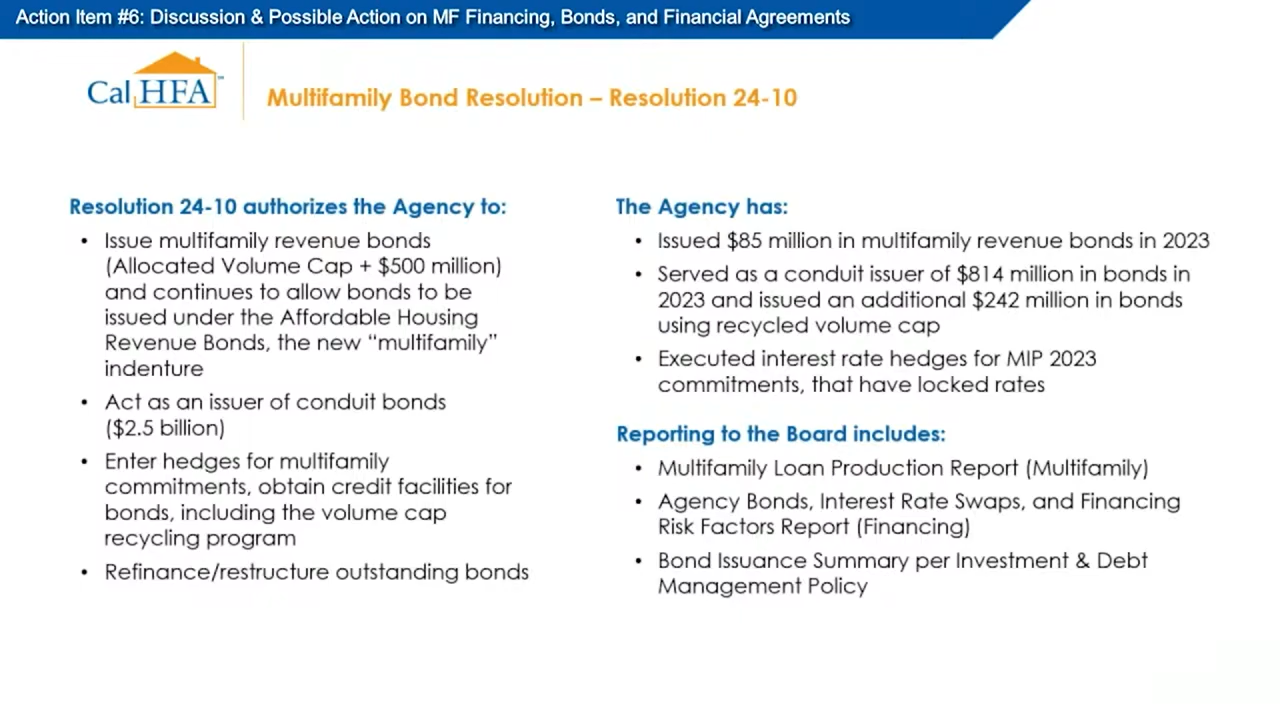 Action Item #6: Discussion & Possible Action on MF Financing, Bonds, and Financial Agreements
Cal HFA™
Multifamily Bond Resolution – Resolution 24-10
Resolution 24-10 authorizes the Agency to:
• Issue multifamily revenue bonds
(Allocated Volume Cap + $500 million)
and continues to allow bonds to be
issued under the Affordable Housing
Revenue Bonds, the new “multifamily”
indenture
• Act as an issuer of conduit bonds
($2.5 billion)
• Enter hedges for multifamily
commitments, obtain credit facilities for
bonds, including the volume cap
recycling program
• Refinance/restructure outstanding bonds
The Agency has:
• Issued $85 million in multifamily revenue bonds in 2023
• Served as a conduit issuer of $814 million in bonds in
2023 and issued an additional $242 million in bonds
using recycled volume cap
• Executed interest rate hedges for MIP 2023
commitments, that have locked rates
Reporting to the Board includes:
• Multifamily Loan Production Report (Multifamily)
• Agency Bonds, Interest Rate Swaps, and Financing
Risk Factors Report (Financing)
• Bond Issuance Summary per Investment & Debt
Management Policy